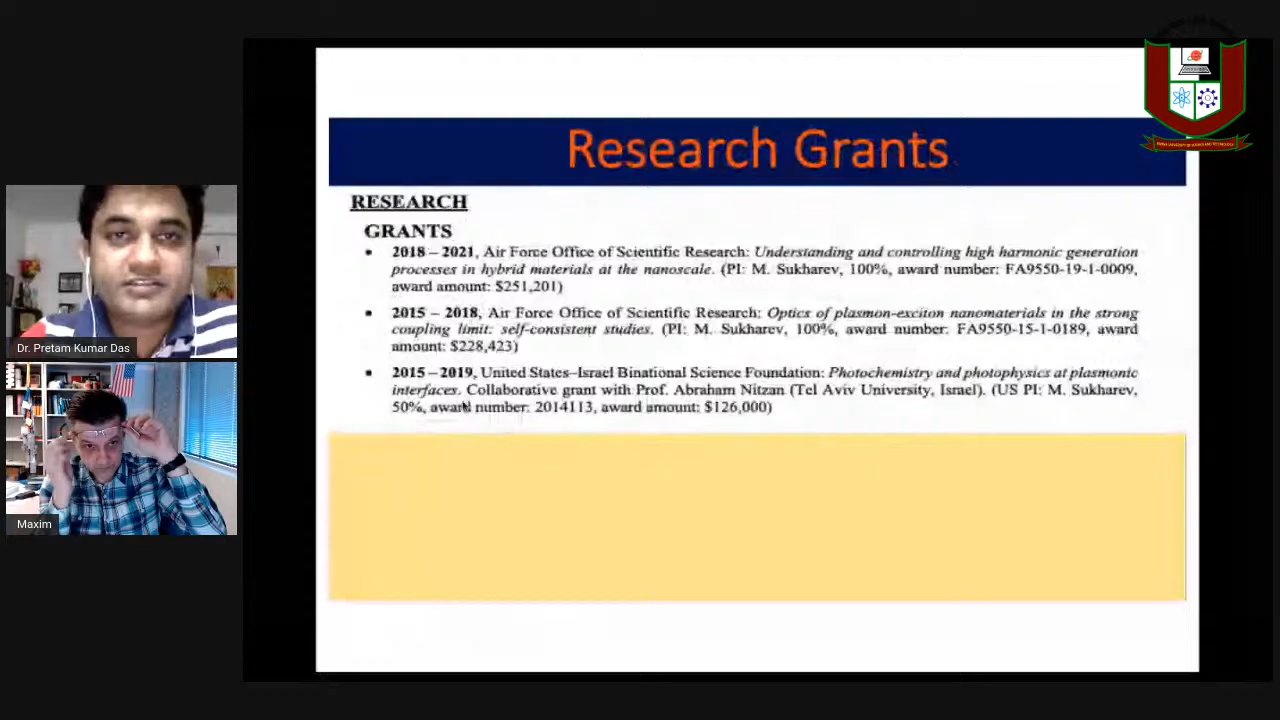 Research Grants
RESEARCH
GRANTS
• 2018 – 2021, Air Force Office of Scientific Research: Understanding and controlling high harmonic generation
processes in hybrid materials at the nanoscale. (PI: M. Sukharev, 100%, award number: FA9550-19-1-0009,
award amount: $251,201)
• 2015 – 2018, Air Force Office of Scientific Research: Optics of plasmon-exciton nanomaterials in the strong
coupling limit: self-consistent studies. (PI: M. Sukharev, 100%, award number: FA9550-15-1-0189, award
amount: $228,423)
• 2015 – 2019, United States–Israel Binational Science Foundation: Photochemistry and photophysics at plasmonic
interfaces. Collaborative grant with Prof. Abraham Nitzan (Tel Aviv University, Israel). (US PI: M. Sukharev,
50%, award number: 2014113, award amount: $126,000)
Dr. Pretam Kumar Das
Maxim